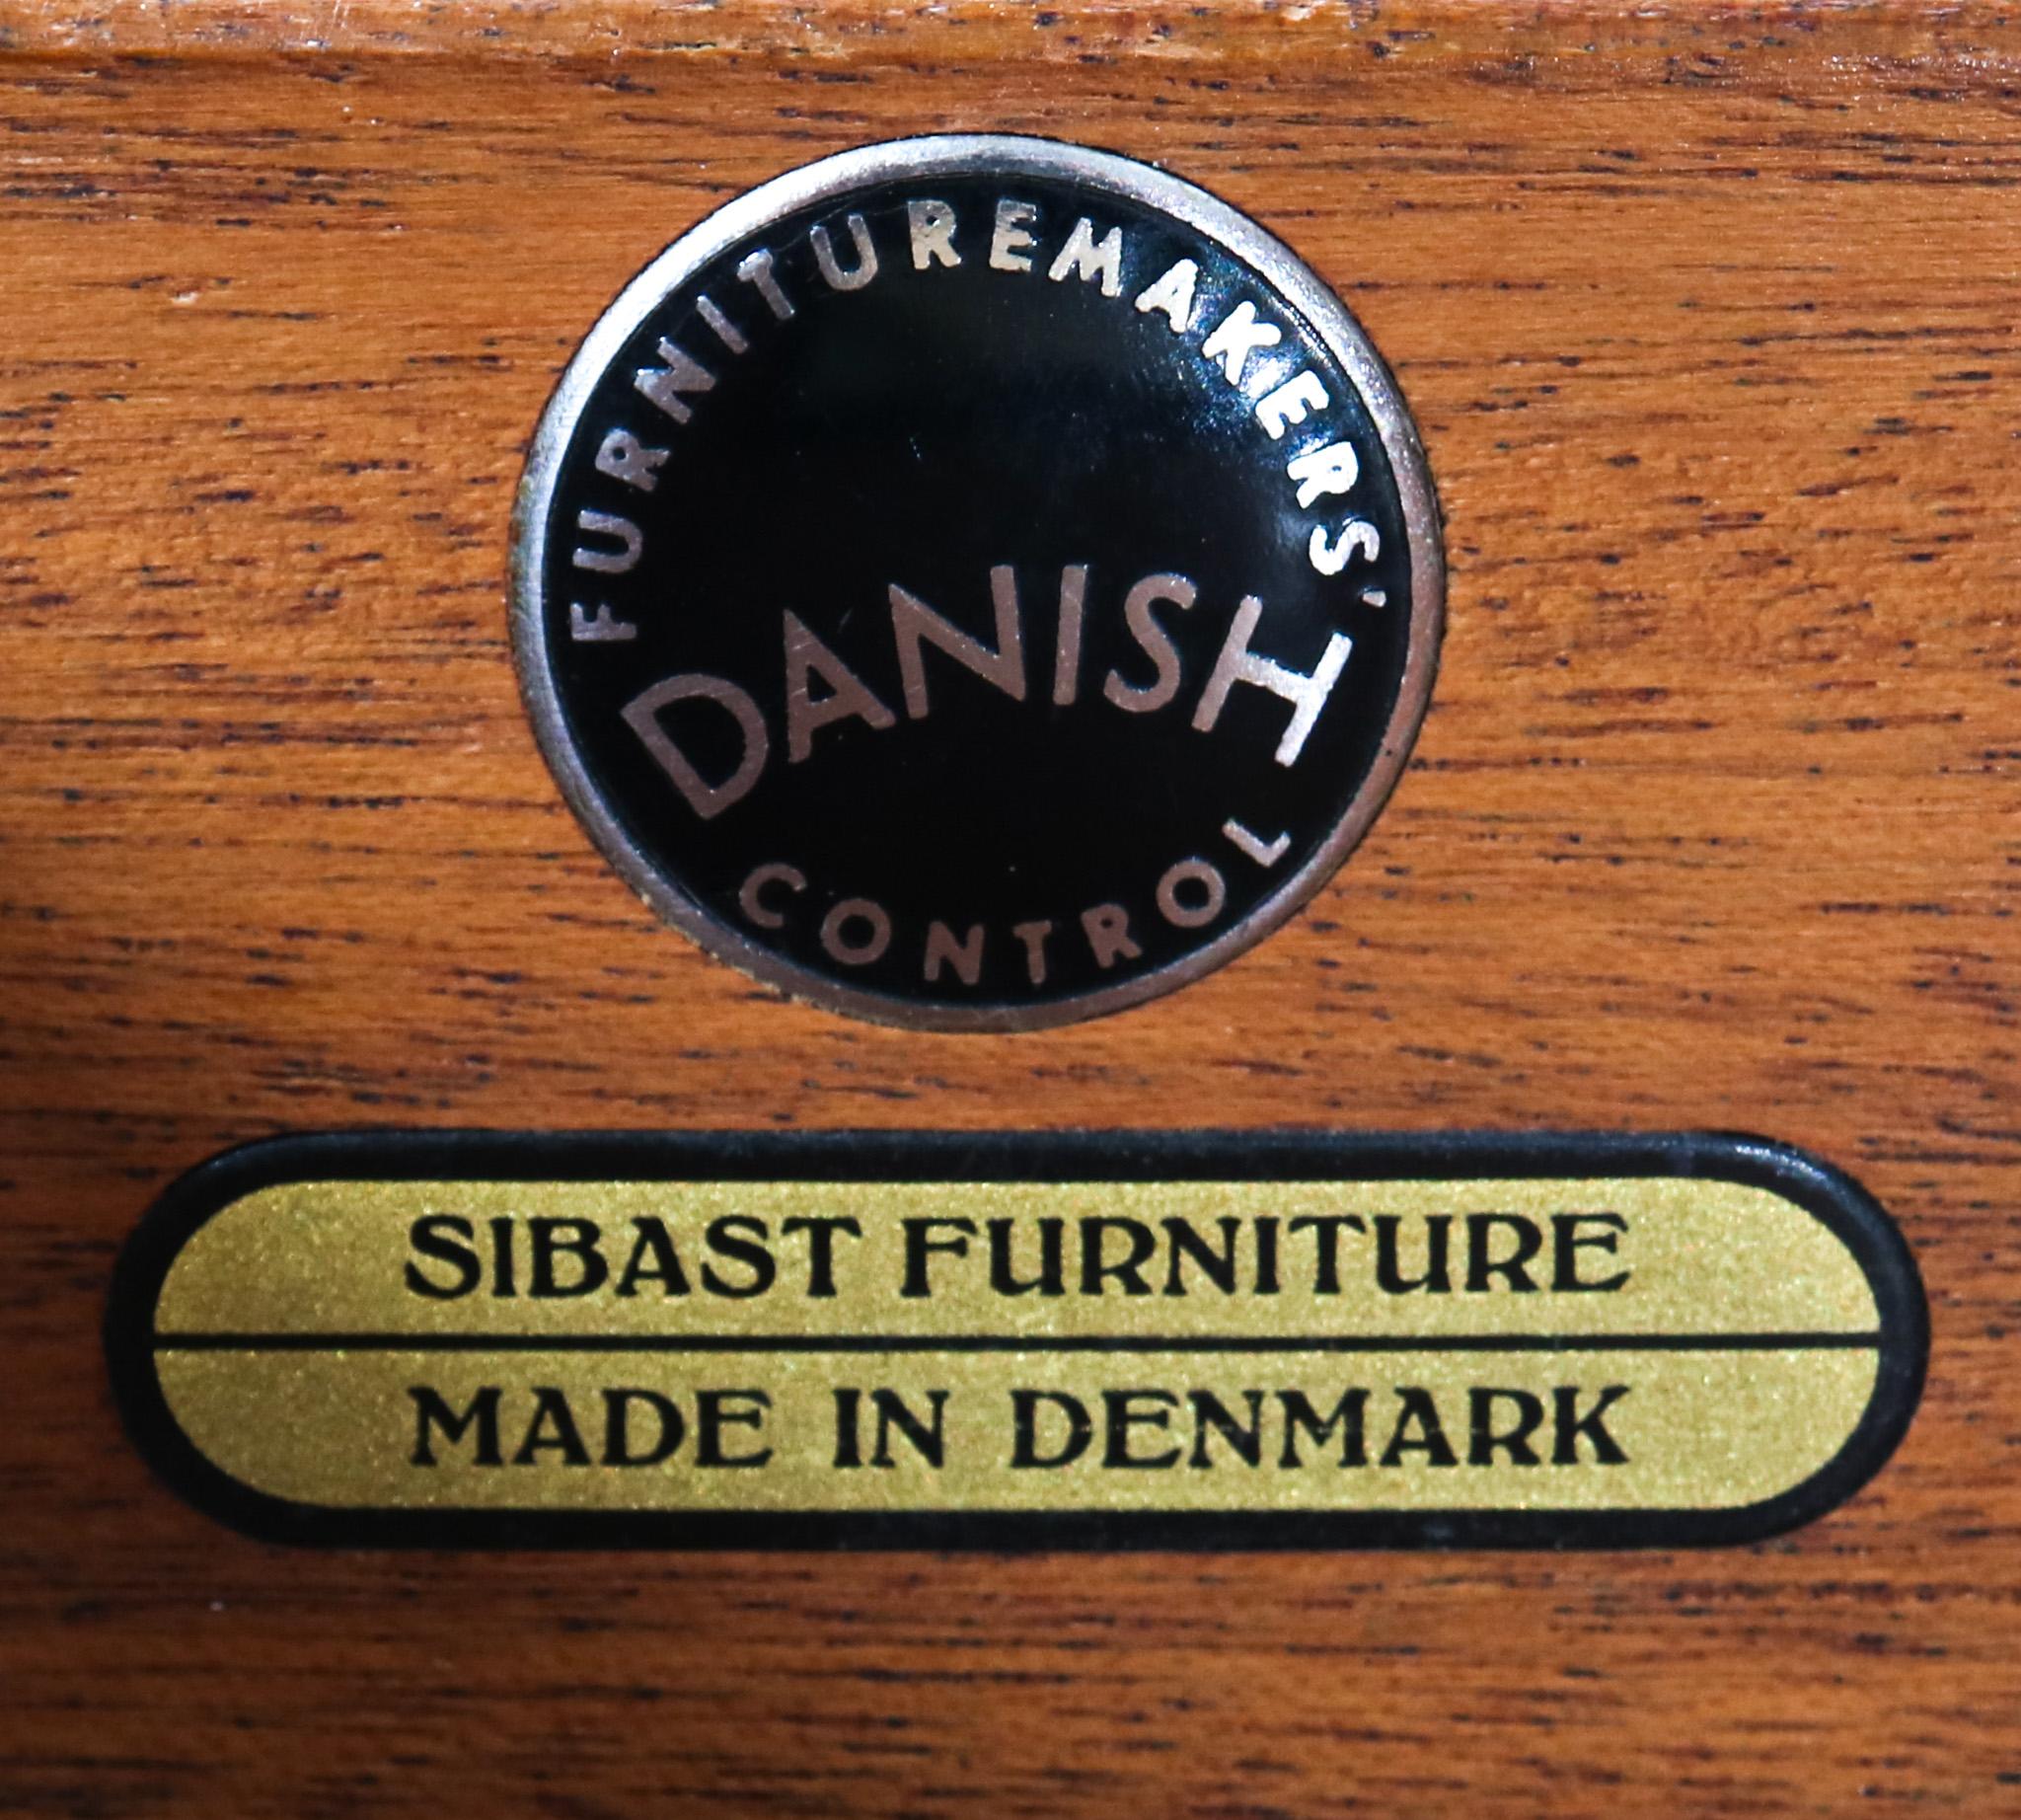 FURNITUREMAKERS'
DANISH
CONTROL
SIBAST FURNITURE
MADE IN DENMARK